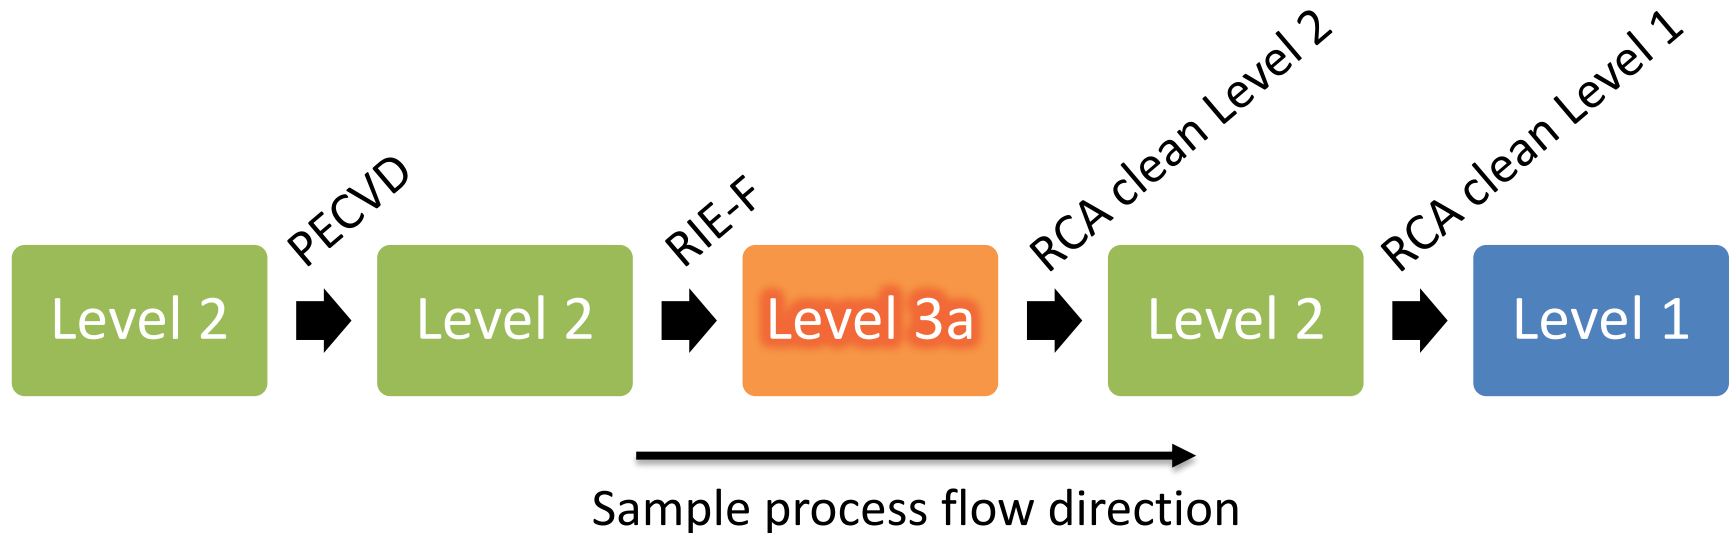 PECVD
RIE-F
RCA clean Level 2
RCA clean Level 1
Level 2
Level 2
Level 3a
Level 2
Level 1
Sample process flow direction